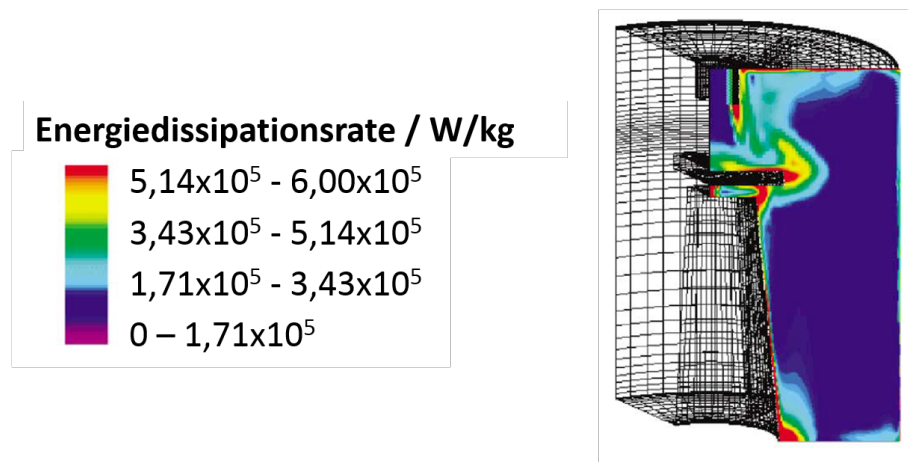 Energiedissipationsrate / W/kg
5,14x10⁵ - 6,00x10⁵
3,43x10⁵ - 5,14x10⁵
1,71x10⁵ - 3,43x10⁵
0 – 1,71x10⁵